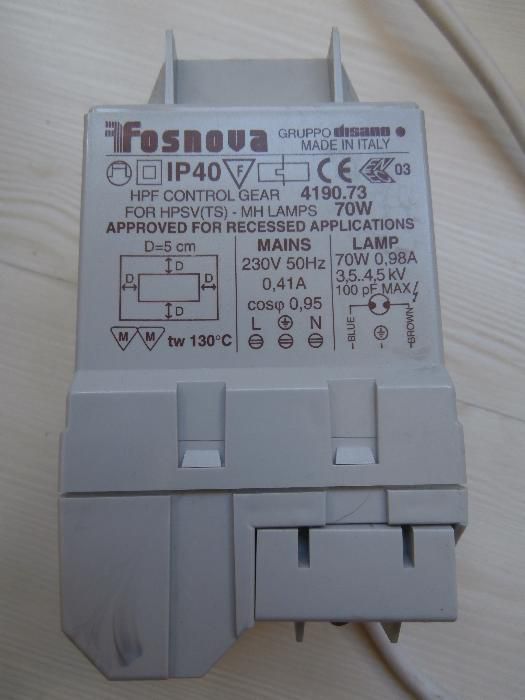 fosnova GRUPPO disano
MADE IN ITALY
IP40 F CE ENEC 03
HPF CONTROL GEAR 4190.73
FOR HPSV(TS) - MH LAMPS 70W
APPROVED FOR RECESSED APPLICATIONS
D=5 cm
D
D D
D
M M tw 130°C
MAINS
230V 50Hz
0,41A
cosφ 0,95
L N
LAMP
70W 0,98A
3,5..4,5 kV
100 pF MAX
BLUE BROWN